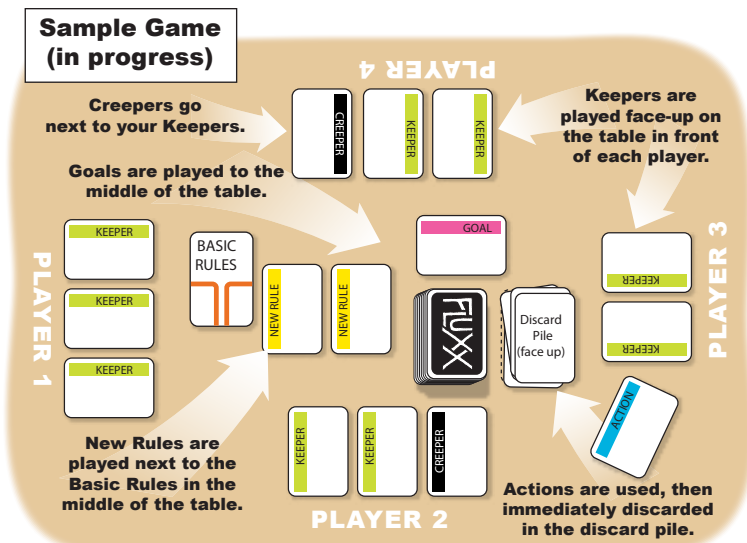 Sample Game
(in progress)
PLAYER 4
Creepers go
next to your Keepers.
CREEPER
KEEPER
KEEPER
Keepers are
played face-up on
the table in front
of each player.
Goals are played to the
middle of the table.
GOAL
PLAYER 1
KEEPER
KEEPER
KEEPER
BASIC
RULES
NEW RULE
NEW RULE
FLUXX
Discard
Pile
(face up)
PLAYER 3
KEEPER
KEEPER
ACTION
New Rules are
played next to the
Basic Rules in the
middle of the table.
KEEPER
KEEPER
CREEPER
PLAYER 2
Actions are used, then
immediately discarded
in the discard pile.